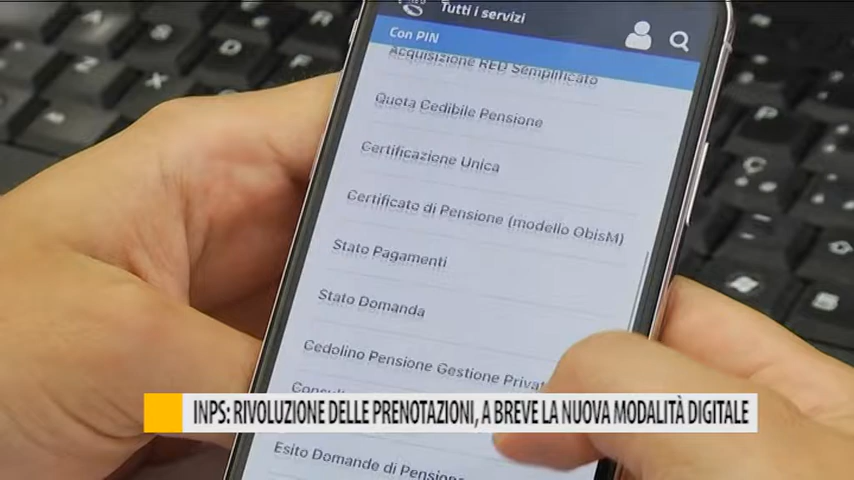 Tutti i servizi
Con PIN
Acquisizione RED Semplificato
Quota Cedibile Pensione
Certificazione Unica
Certificato di Pensione (modello ObisM)
Stato Pagamenti
Stato Domanda
Cedolino Pensione Gestione Privat
INPS: RIVOLUZIONE DELLE PRENOTAZIONI, A BREVE LA NUOVA MODALITÀ DIGITALE
Esito Domande di Pensione